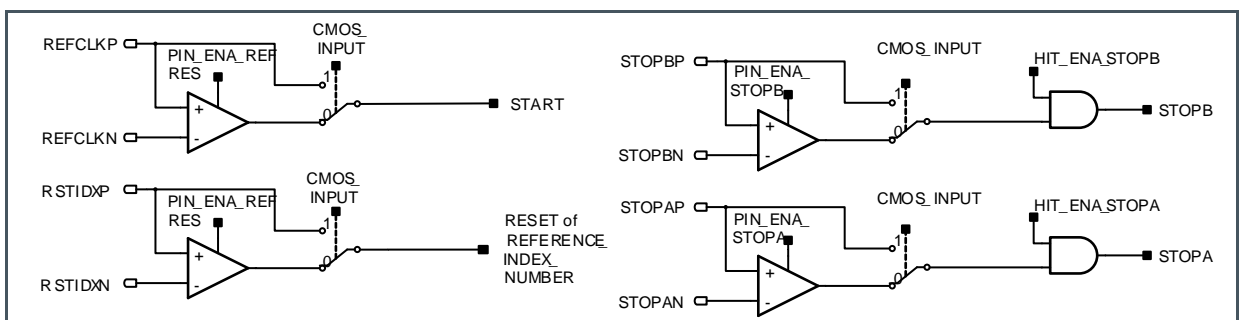 REFCLKP
PIN_ENA_REF
RES
CMOS_
INPUT
1
0
+
-
START
REFCLKN
RSTIDXP
PIN_ENA_REF
RES
CMOS_
INPUT
1
0
+
-
RESET of
REFERENCE_
INDEX_
NUMBER
RSTIDXN
STOPBP
PIN_ENA_
STOPB
CMOS_INPUT
1
0
+
-
HIT_ENA_STOPB
STOPB
STOPBN
STOPAP
PIN_ENA_
STOPA
CMOS_INPUT
1
0
+
-
HIT_ENA_STOPA
STOPA
STOPAN